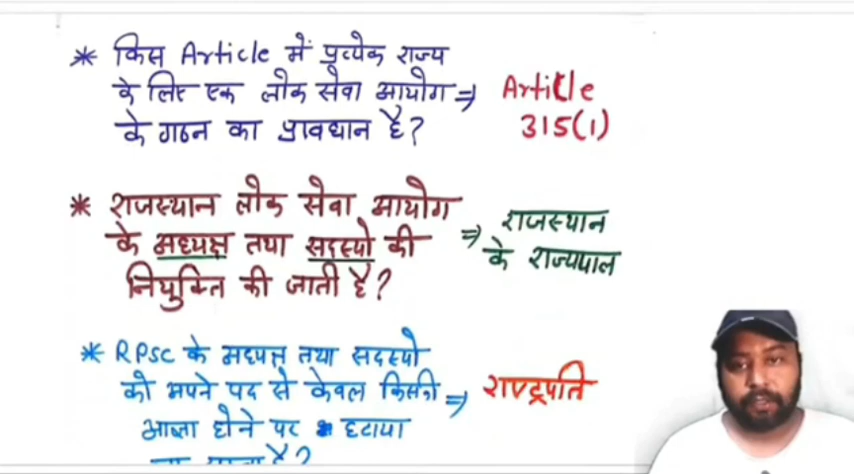 * किस Article में प्रत्येक राज्य
के लिए एक लोक सेवा आयोग ⇒ Article
के गठन का प्रावधान है? 315(1)
* राजस्थान लोक सेवा आयोग
के अध्यक्ष तथा सदस्यो की ⇒ राजस्थान के राज्यपाल
नियुक्ति की जाती है?
* RPSC के अध्यक्ष तथा सदस्यो
को अपने पद से केवल किसकी ⇒ राष्ट्रपति
आज्ञा होने पर हटाया
है?